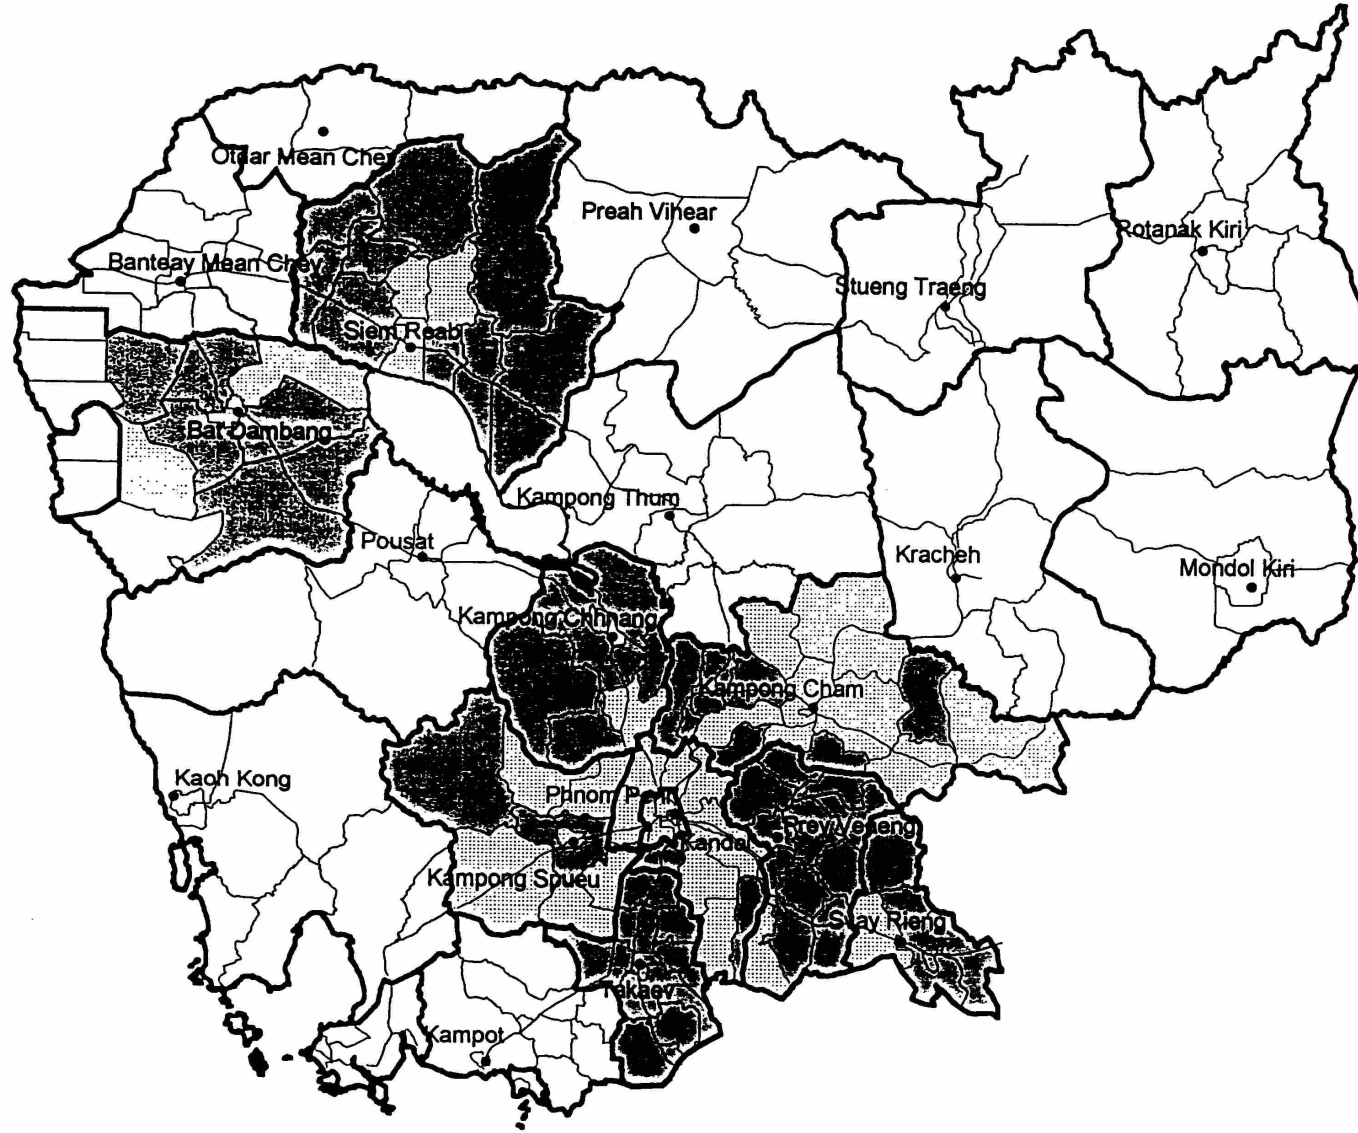 Otdar Mean Chey
Preah Vihear
Rotanak Kiri
Banteay Mean Chey
Stueng Traeng
Siem Reab
Bat Dambang
Kampong Thum
Pousat
Kracheh
Mondol Kiri
Kampong Chhnang
Kampong Cham
Kaoh Kong
Phnom Penh
Prey Veaeng
Kandal
Kampong Spueu
Svay Rieng
Takaev
Kampot